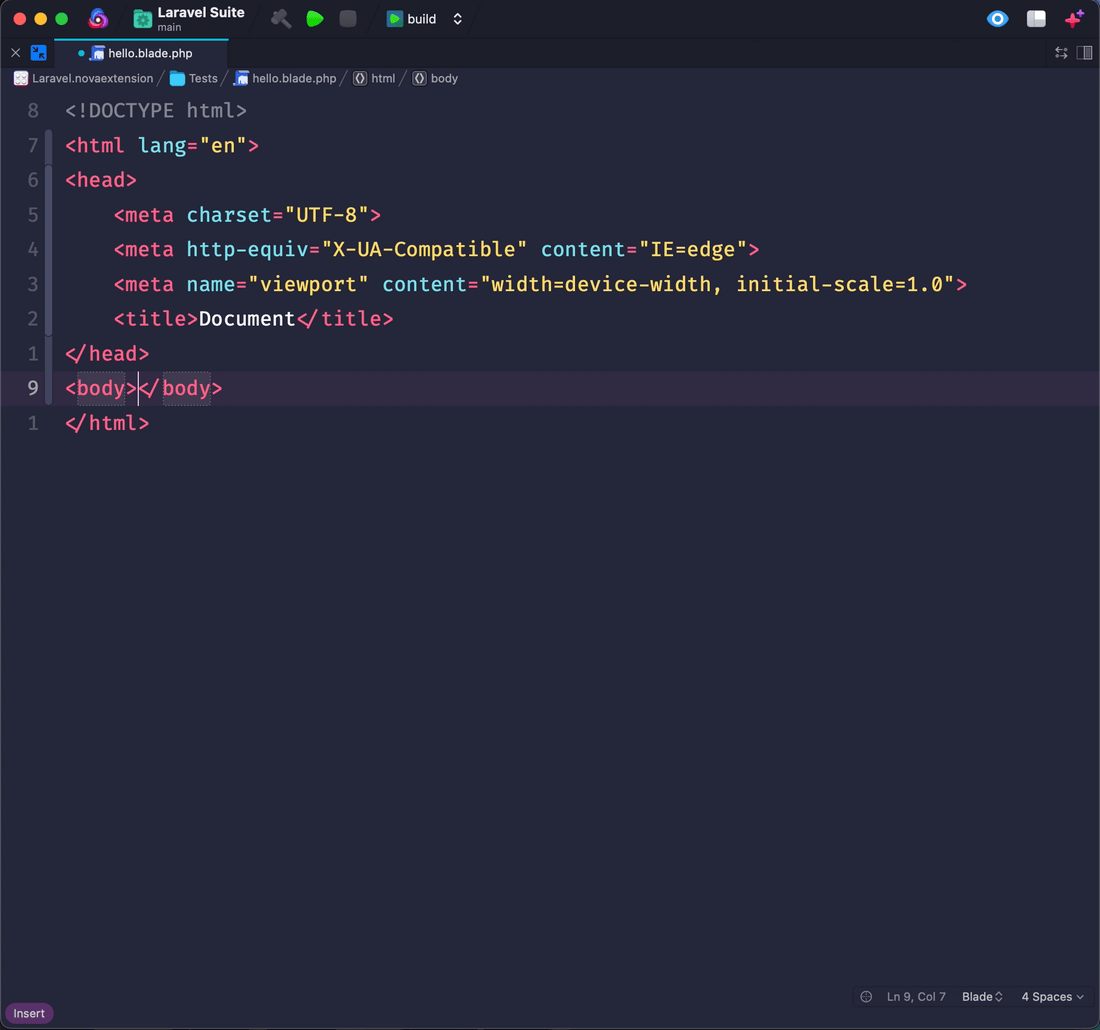 Laravel Suite
main
build
hello.blade.php
Laravel.novaextension Tests hello.blade.php html body
8 <!DOCTYPE html>
7 <html lang="en">
6 <head>
5 <meta charset="UTF-8">
4 <meta http-equiv="X-UA-Compatible" content="IE=edge">
3 <meta name="viewport" content="width=device-width, initial-scale=1.0">
2 <title>Document</title>
1 </head>
9 <body></body>
1 </html>
Ln 9, Col 7 Blade 4 Spaces
Insert